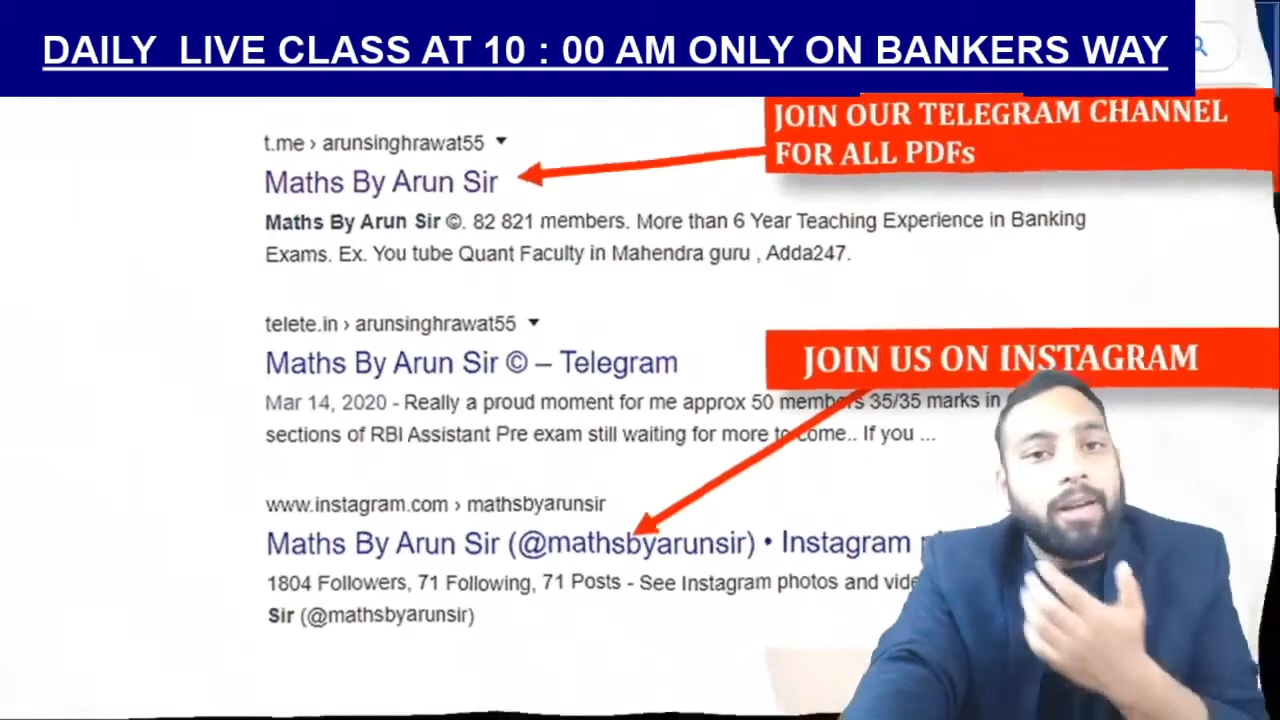 DAILY LIVE CLASS AT 10 : 00 AM ONLY ON BANKERS WAY
JOIN OUR TELEGRAM CHANNEL
FOR ALL PDFs
t.me › arunsinghrawat55
Maths By Arun Sir
Maths By Arun Sir ©. 82 821 members. More than 6 Year Teaching Experience in Banking
Exams. Ex. You tube Quant Faculty in Mahendra guru , Adda247.
telete.in › arunsinghrawat55
Maths By Arun Sir © – Telegram
JOIN US ON INSTAGRAM
Mar 14, 2020 - Really a proud moment for me approx 50 members 35/35 marks in
sections of RBI Assistant Pre exam still waiting for more to come.. If you ...
www.instagram.com › mathsbyarunsir
Maths By Arun Sir (@mathsbyarunsir) • Instagram
1804 Followers, 71 Following, 71 Posts - See Instagram photos and
Sir (@mathsbyarunsir)